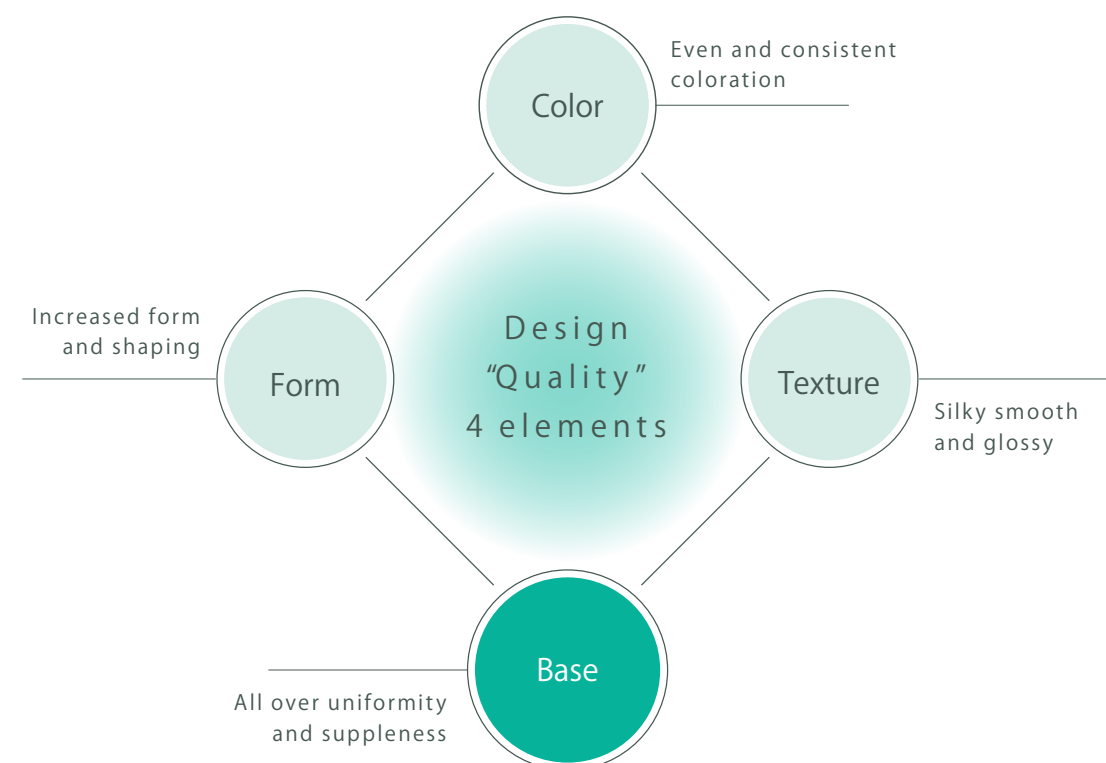 Even and consistent
coloration
Color
Increased form
and shaping
Form
Design
“Quality”
4 elements
Texture
Silky smooth
and glossy
Base
All over uniformity
and suppleness